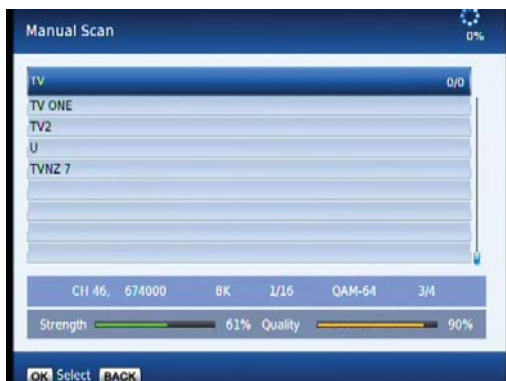 Manual Scan
0%
TV 0/0
TV ONE
TV2
U
TVNZ 7
CH 46, 674000 8K 1/16 QAM-64 3/4
Strength 61% Quality 90%
OK Select BACK